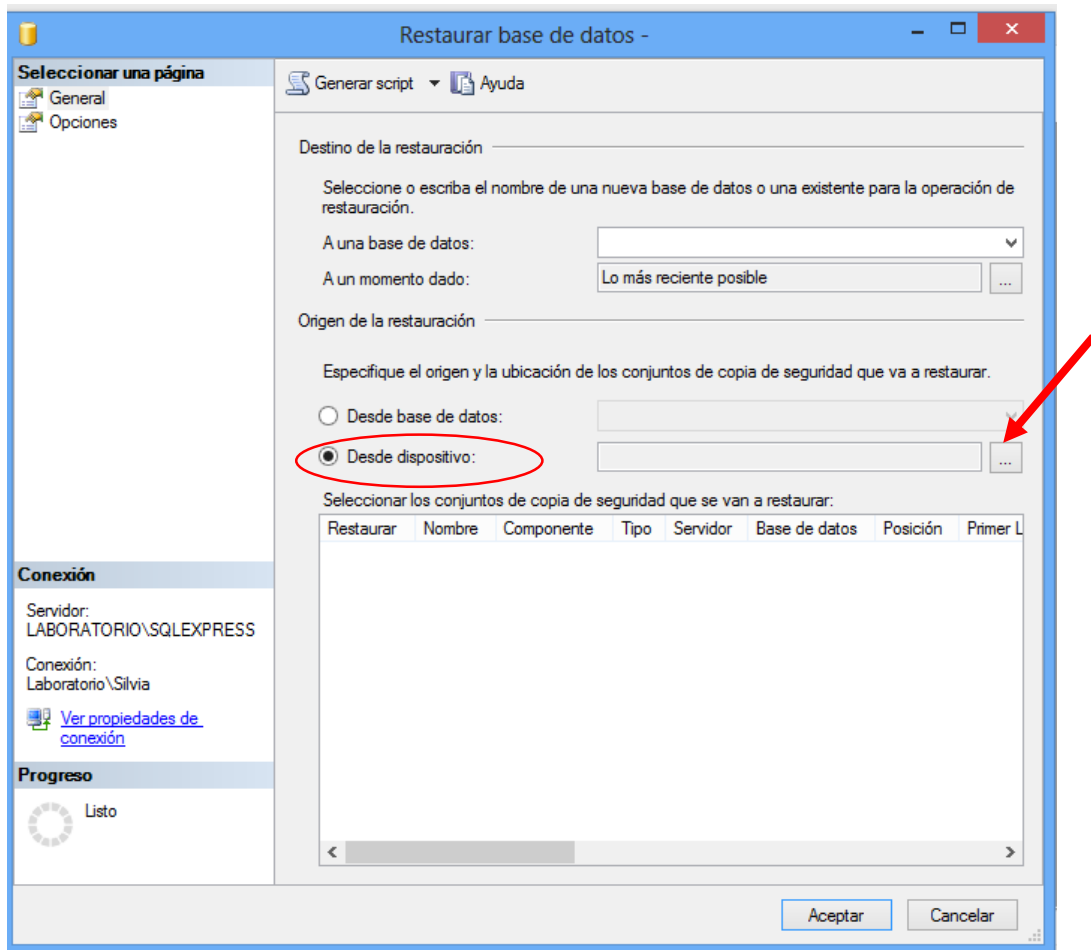 Restaurar base de datos -
Seleccionar una página
General
Opciones
Generar script
Ayuda
Destino de la restauración
Seleccione o escriba el nombre de una nueva base de datos o una existente para la operación de
restauración.
A una base de datos:
A un momento dado: Lo más reciente posible ...
Origen de la restauración
Especifique el origen y la ubicación de los conjuntos de copia de seguridad que va a restaurar.
Desde base de datos:
Desde dispositivo: ...
Seleccionar los conjuntos de copia de seguridad que se van a restaurar:
Restaurar Nombre Componente Tipo Servidor Base de datos Posición Primer L
Conexión
Servidor:
LABORATORIO\SQLEXPRESS
Conexión:
Laboratorio\Silvia
Ver propiedades de
conexión
Progreso
Listo
Aceptar Cancelar